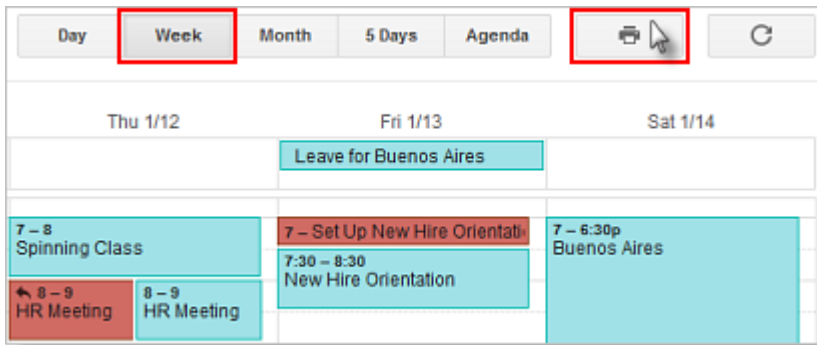 Day Week Month 5 Days Agenda
Thu 1/12 Fri 1/13 Sat 1/14
Leave for Buenos Aires
7 – 8
Spinning Class
8 – 9
HR Meeting
8 – 9
HR Meeting
7 – Set Up New Hire Orientati
7:30 – 8:30
New Hire Orientation
7 – 6:30p
Buenos Aires